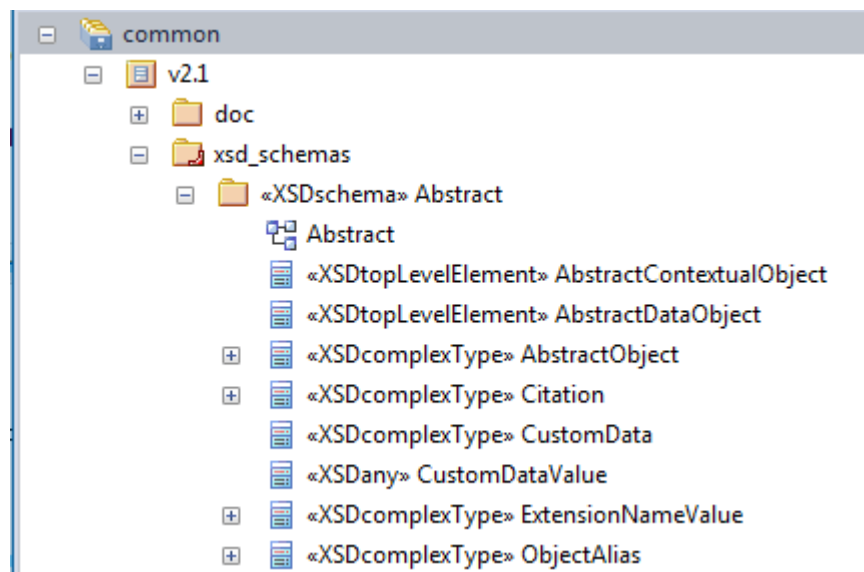 common
v2.1
doc
xsd_schemas
«XSDschema» Abstract
Abstract
«XSDtopLevelElement» AbstractContextualObject
«XSDtopLevelElement» AbstractDataObject
«XSDcomplexType» AbstractObject
«XSDcomplexType» Citation
«XSDcomplexType» CustomData
«XSDany» CustomDataValue
«XSDcomplexType» ExtensionNameValue
«XSDcomplexType» ObjectAlias